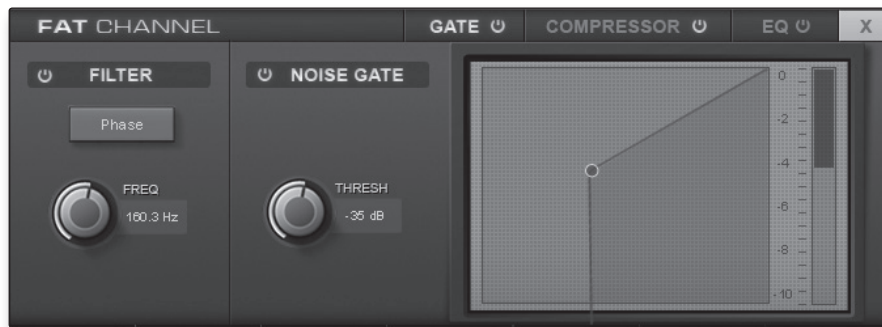 FAT CHANNEL
GATE
COMPRESSOR
EQ
X
FILTER
Phase
FREQ
160.3 Hz
NOISE GATE
THRESH
-35 dB
0
-2
-4
-6
-8
-10